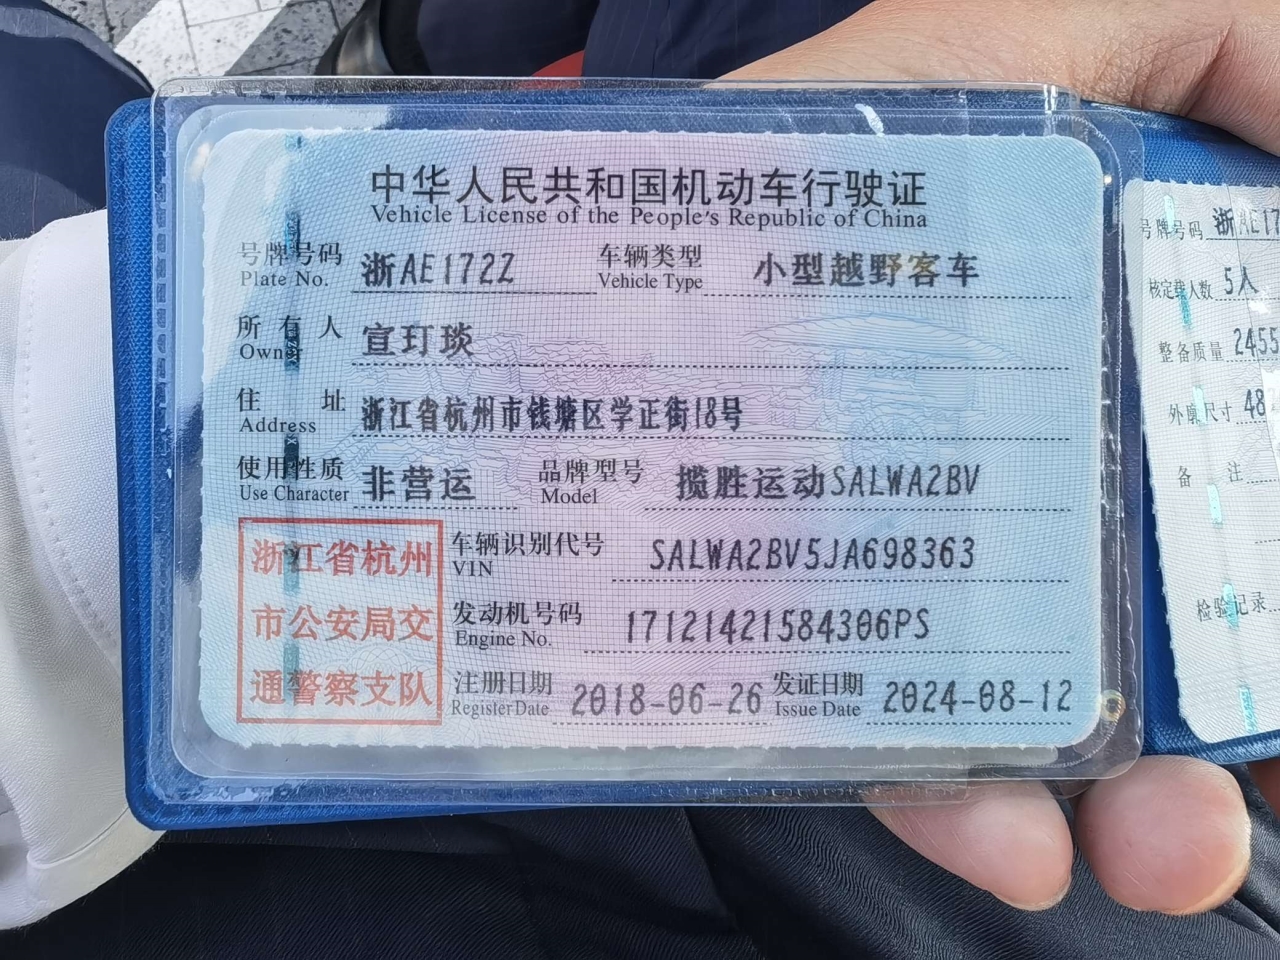 中华人民共和国机动车行驶证
Vehicle License of the People's Republic of China
号牌号码 浙AE172Z 车辆类型 小型越野客车
Plate No. Vehicle Type
所有人 宣玎琰
Owner
住址 浙江省杭州市钱塘区学正街18号
Address
使用性质 非营运 品牌型号 揽胜运动SALWA2BV
Use Character Model
浙江省杭州
市公安局交
通警察支队
车辆识别代号 SALWA2BV5JA698363
VIN
发动机号码 17121421584306PS
Engine No.
注册日期 2018-06-26 发证日期 2024-08-12
Register Date Issue Date
号牌号码 浙AE17
核定载人数 5人
整备质量 2455
外廓尺寸 48
备注
检验记录